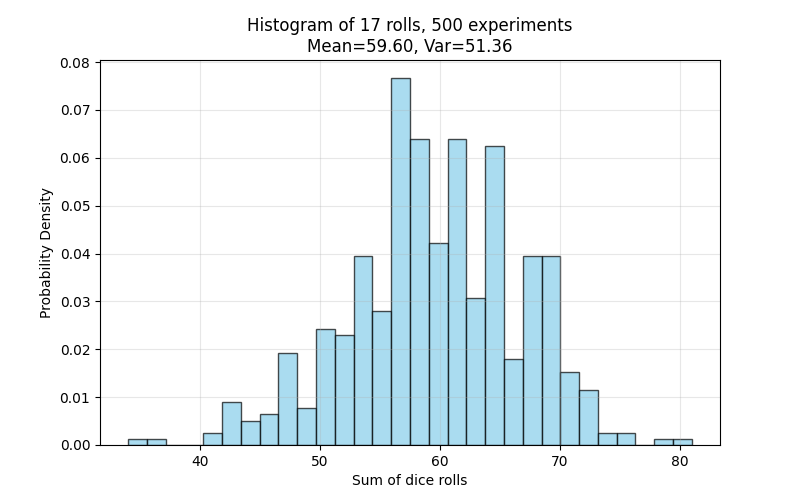 Histogram of 17 rolls, 500 experiments
Mean=59.60, Var=51.36
0.08
0.07
0.06
0.05
0.04
0.03
0.02
0.01
0.00
Probability Density
40 50 60 70 80
Sum of dice rolls